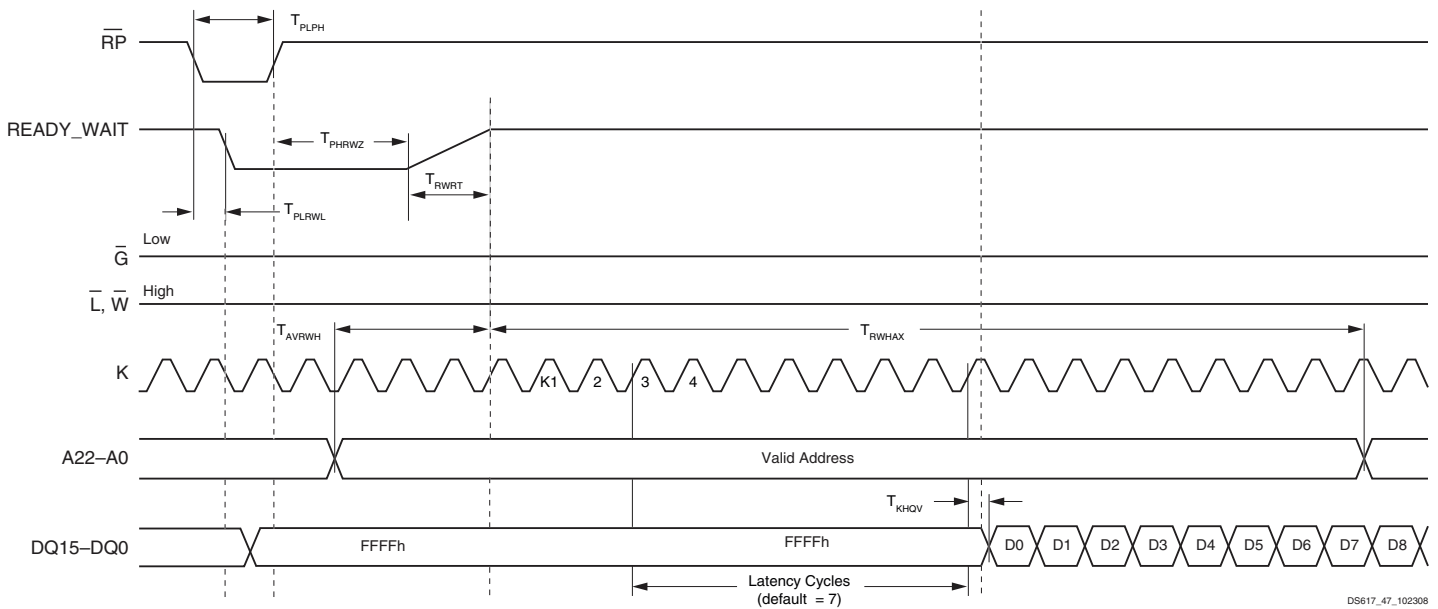 T_PLPH
R̅P̅
READY_WAIT
T_PHRWZ
T_RWRT
T_PLRWL
Low
G̅
High
L̅, W̅
T_AVRWH
T_RWHAX
K
K1 2 3 4
A22–A0
Valid Address
T_KHQV
DQ15–DQ0
FFFFh
FFFFh
D0 D1 D2 D3 D4 D5 D6 D7 D8
Latency Cycles
(default = 7)
DS617_47_102308